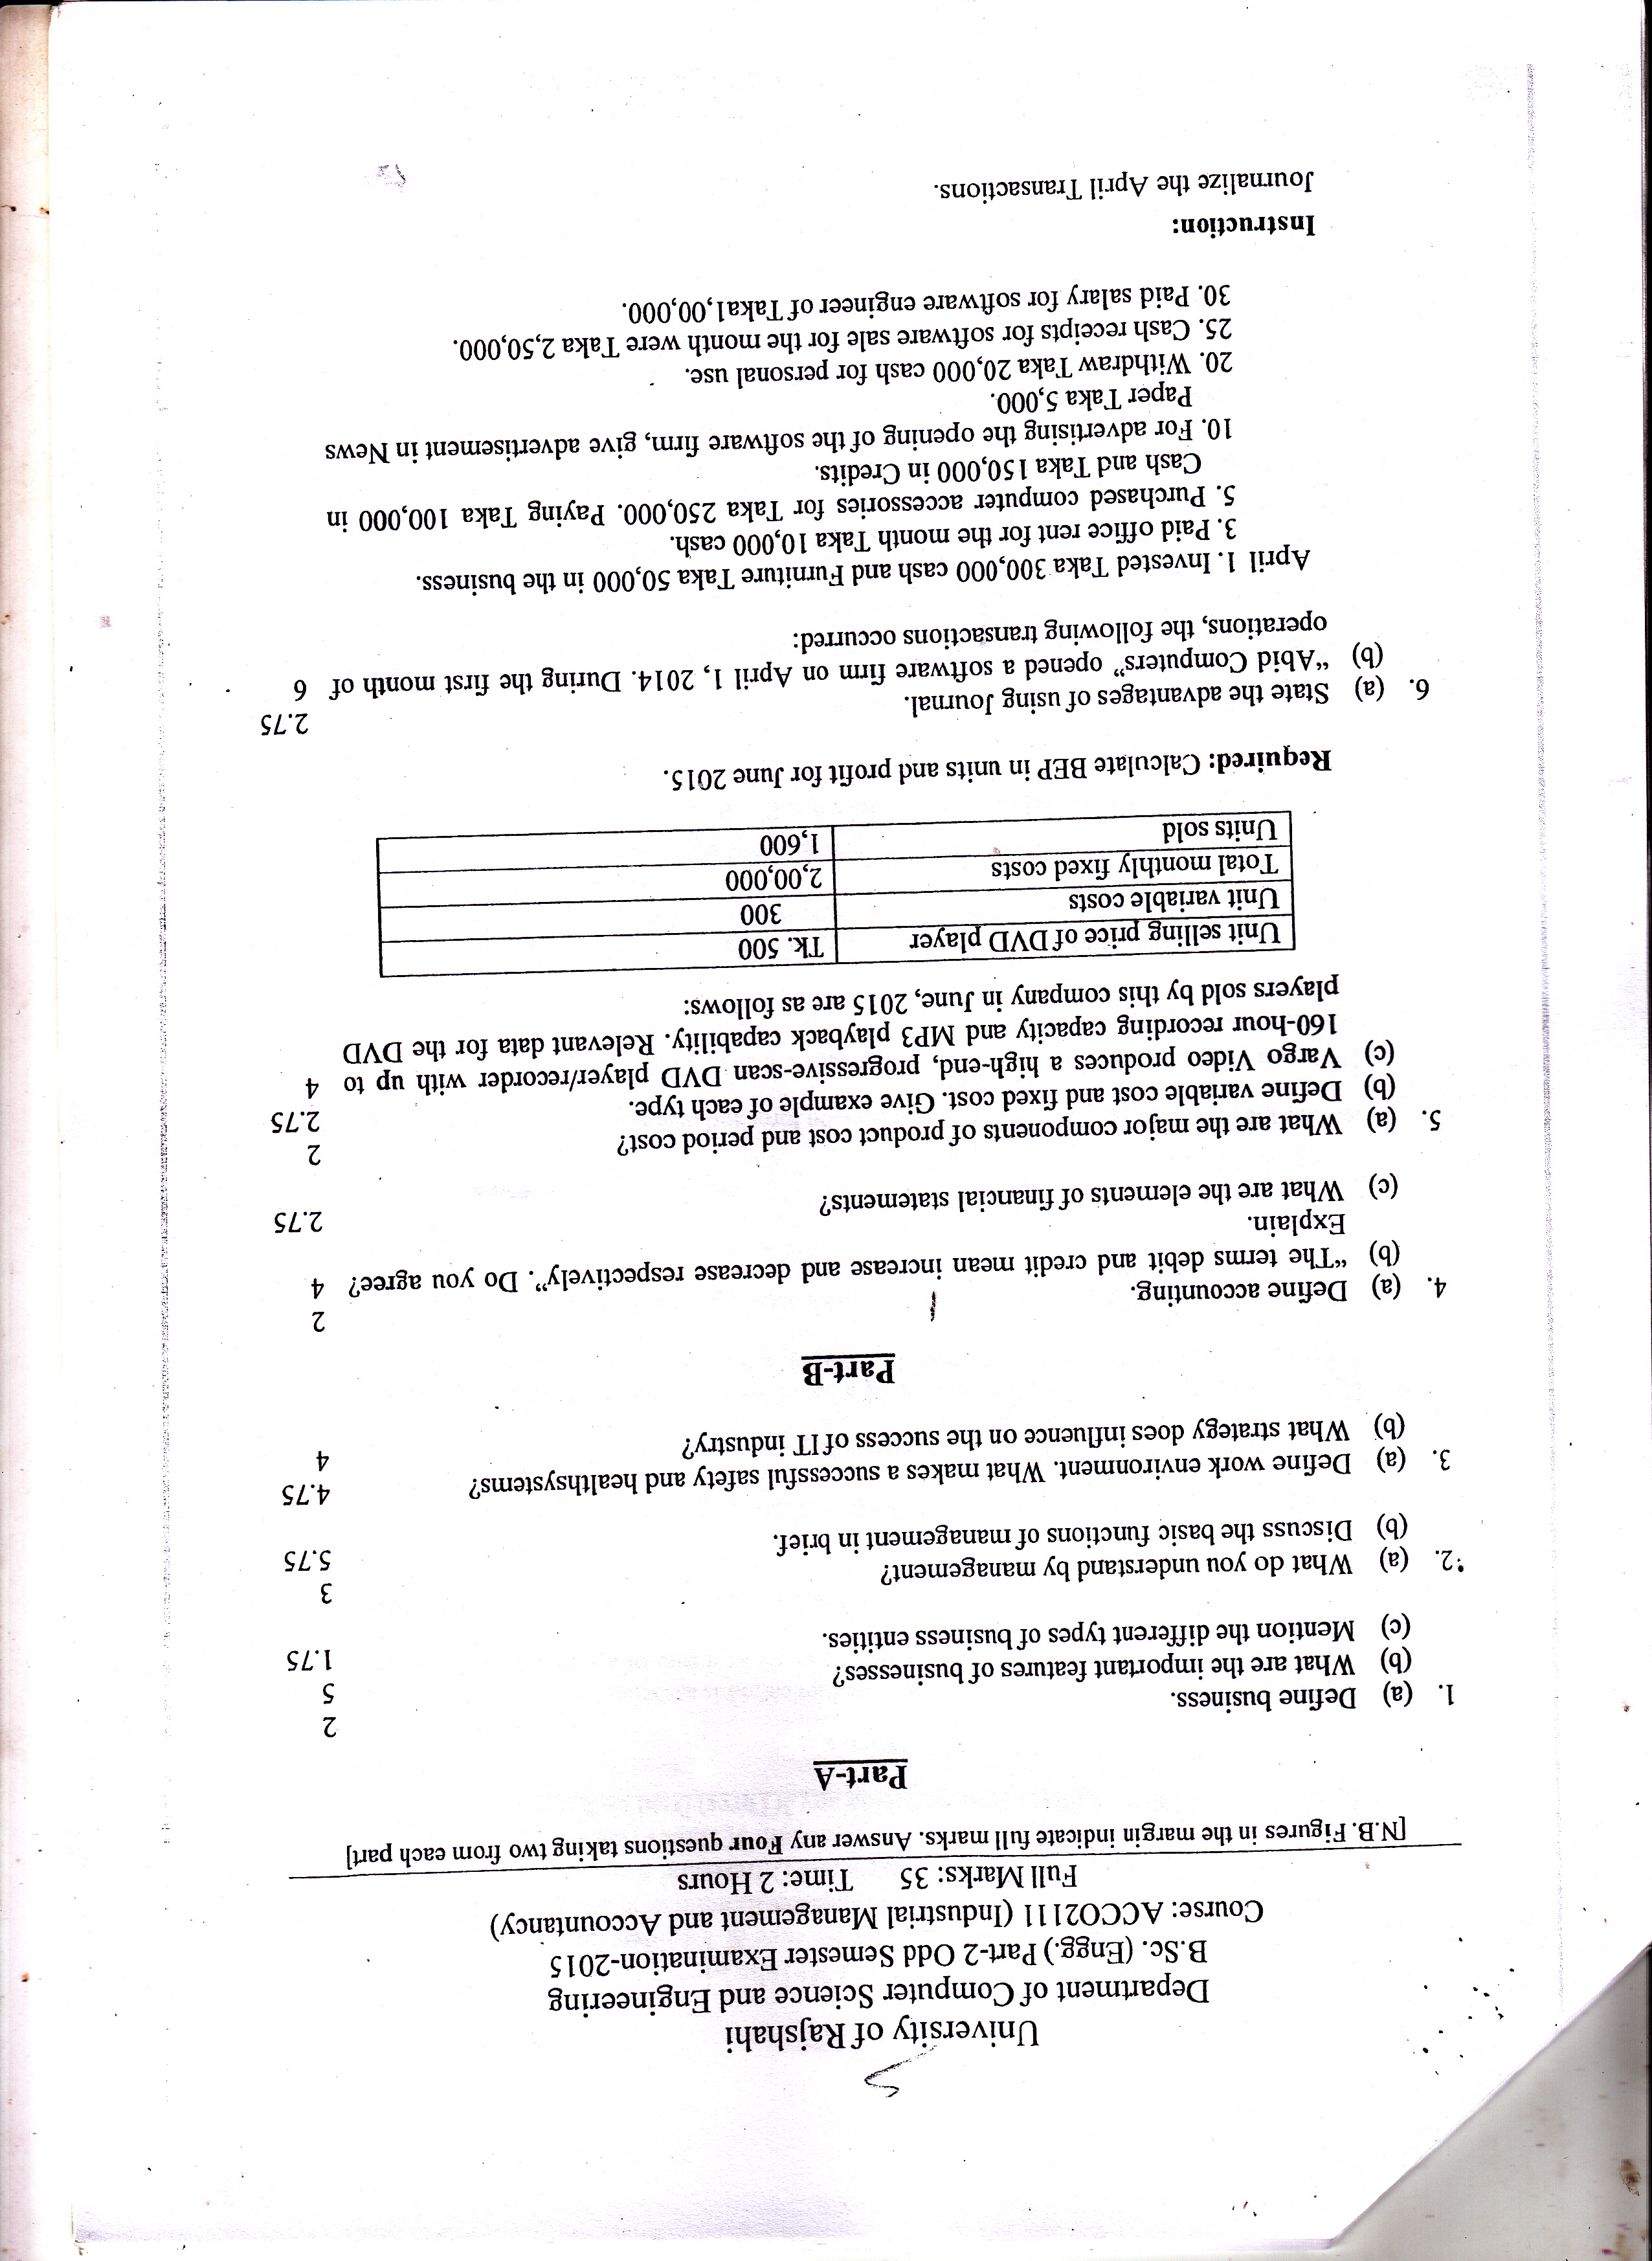 University of Rajshahi
Department of Computer Science and Engineering
B.Sc. (Engg.) Part-2 Odd Semester Examination-2015
Course: ACCO2111 (Industrial Management and Accountancy)
Full Marks: 35 Time: 2 Hours
[N.B. Figures in the margin indicate full marks. Answer any Four questions taking two from each part]
Part-A
1. (a) Define business. 2
(b) What are the important features of businesses? 5
(c) Mention the different types of business entities. 1.75
2. (a) What do you understand by management? 3
(b) Discuss the basic functions of management in brief. 5.75
3. (a) Define work environment. What makes a successful safety and healthsystems? 4.75
(b) What strategy does influence on the success of IT industry? 4
Part-B
4. (a) Define accounting. 2
(b) “The terms debit and credit mean increase and decrease respectively”. Do you agree? 4
Explain.
(c) What are the elements of financial statements? 2.75
5. (a) What are the major components of product cost and period cost? 2
(b) Define variable cost and fixed cost. Give example of each type. 2.75
(c) Vargo Video produces a high-end, progressive-scan DVD player/recorder with up to 4
160-hour recording capacity and MP3 playback capability. Relevant data for the DVD
players sold by this company in June, 2015 are as follows:
Unit selling price of DVD player Tk. 500
Unit variable costs 300
Total monthly fixed costs 2,00,000
Units sold 1,600
Required: Calculate BEP in units and profit for June 2015.
6. (a) State the advantages of using Journal. 2.75
(b) “Abid Computers” opened a software firm on April 1, 2014. During the first month of 6
operations, the following transactions occurred:
April 1. Invested Taka 300,000 cash and Furniture Taka 50,000 in the business.
3. Paid office rent for the month Taka 10,000 cash.
5. Purchased computer accessories for Taka 250,000. Paying Taka 100,000 in
Cash and Taka 150,000 in Credits.
10. For advertising the opening of the software firm, give advertisement in News
Paper Taka 5,000.
20. Withdraw Taka 20,000 cash for personal use.
25. Cash receipts for software sale for the month were Taka 2,50,000.
30. Paid salary for software engineer of Taka1,00,000.
Instruction:
Journalize the April Transactions.